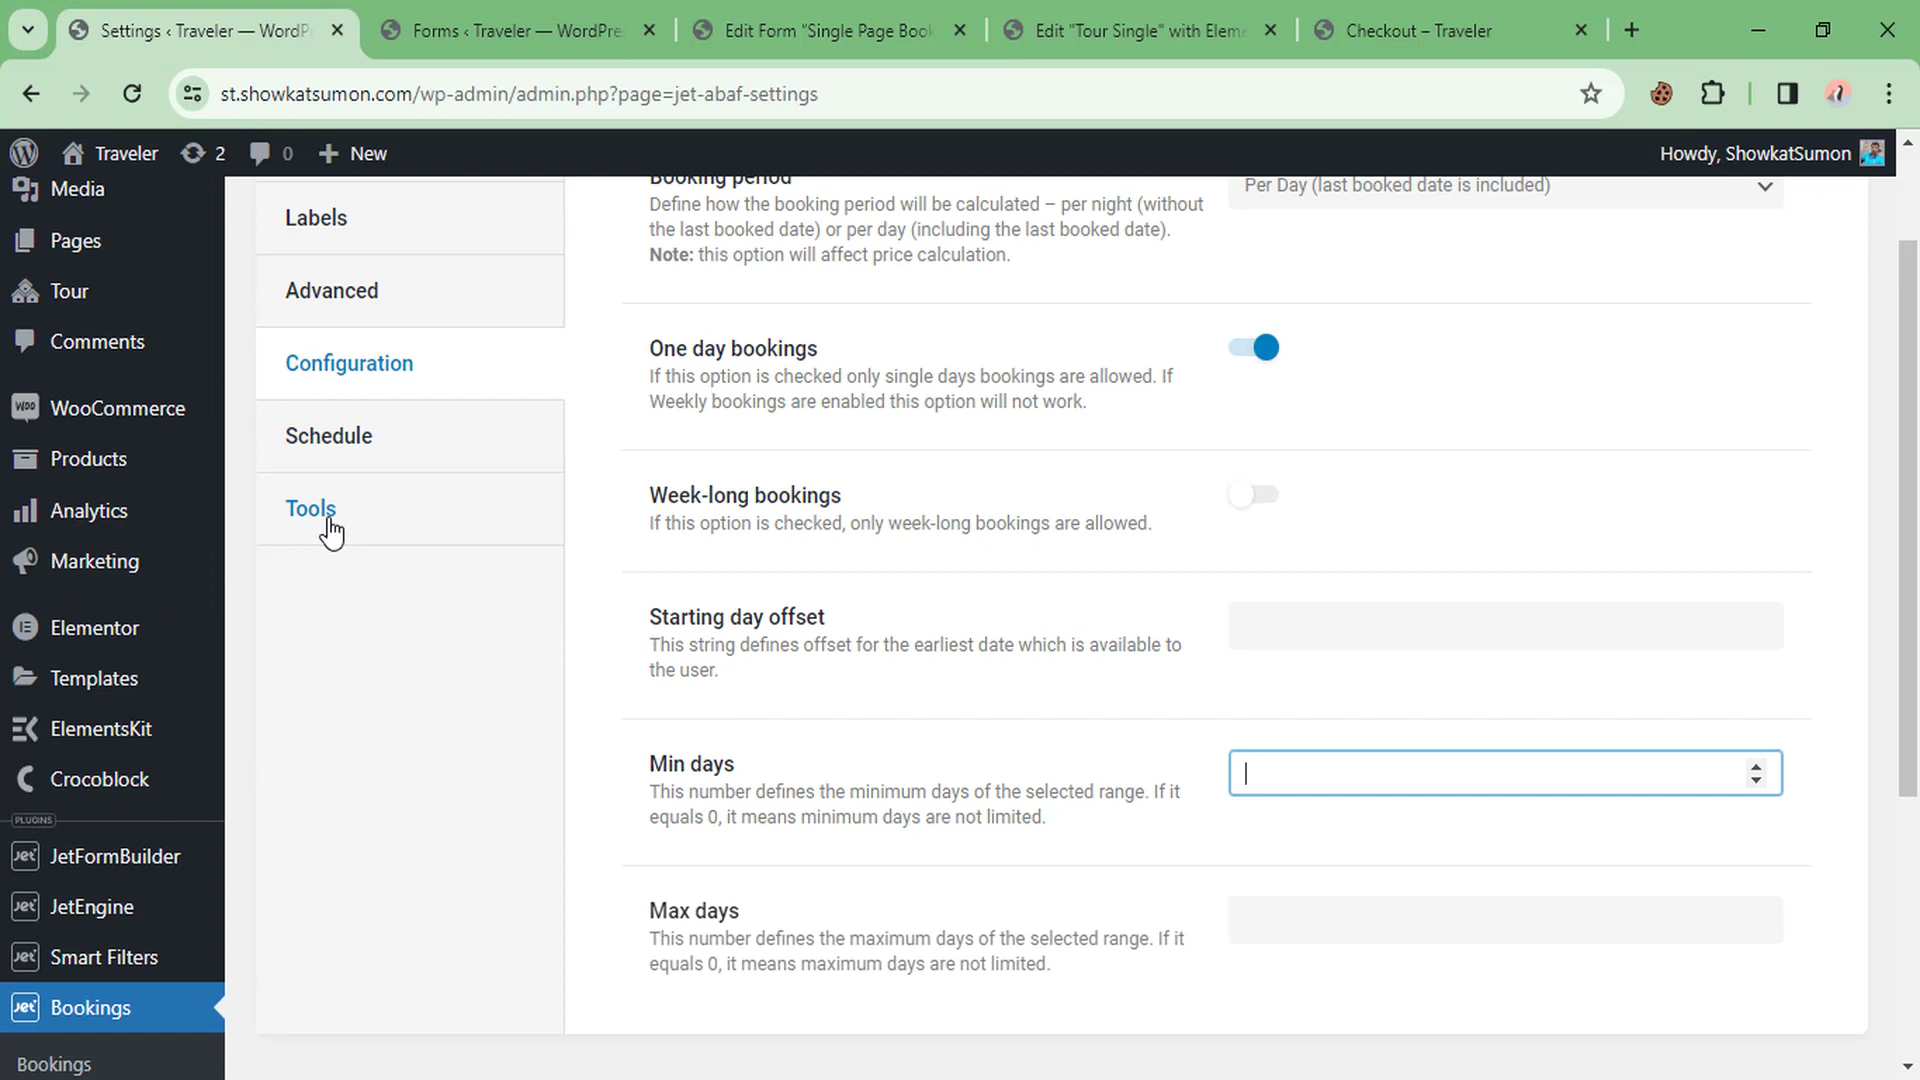 Settings ‹ Traveler — WordP
Forms ‹ Traveler — WordPre
Edit Form "Single Page Book
Edit "Tour Single" with Eleme
Checkout – Traveler
st.showkatsumon.com/wp-admin/admin.php?page=jet-abaf-settings
Traveler
2
0
New
Howdy, ShowkatSumon
Media
Pages
Tour
Comments
WooCommerce
Products
Analytics
Marketing
Elementor
Templates
ElementsKit
Crocoblock
PLUGINS
JetFormBuilder
JetEngine
Smart Filters
Bookings
Bookings
Labels
Advanced
Configuration
Schedule
Tools
Booking period
Per Day (last booked date is included)
Define how the booking period will be calculated – per night (without
the last booked date) or per day (including the last booked date).
Note: this option will affect price calculation.
One day bookings
If this option is checked only single days bookings are allowed. If
Weekly bookings are enabled this option will not work.
Week-long bookings
If this option is checked, only week-long bookings are allowed.
Starting day offset
This string defines offset for the earliest date which is available to
the user.
Min days
This number defines the minimum days of the selected range. If it
equals 0, it means minimum days are not limited.
Max days
This number defines the maximum days of the selected range. If it
equals 0, it means maximum days are not limited.